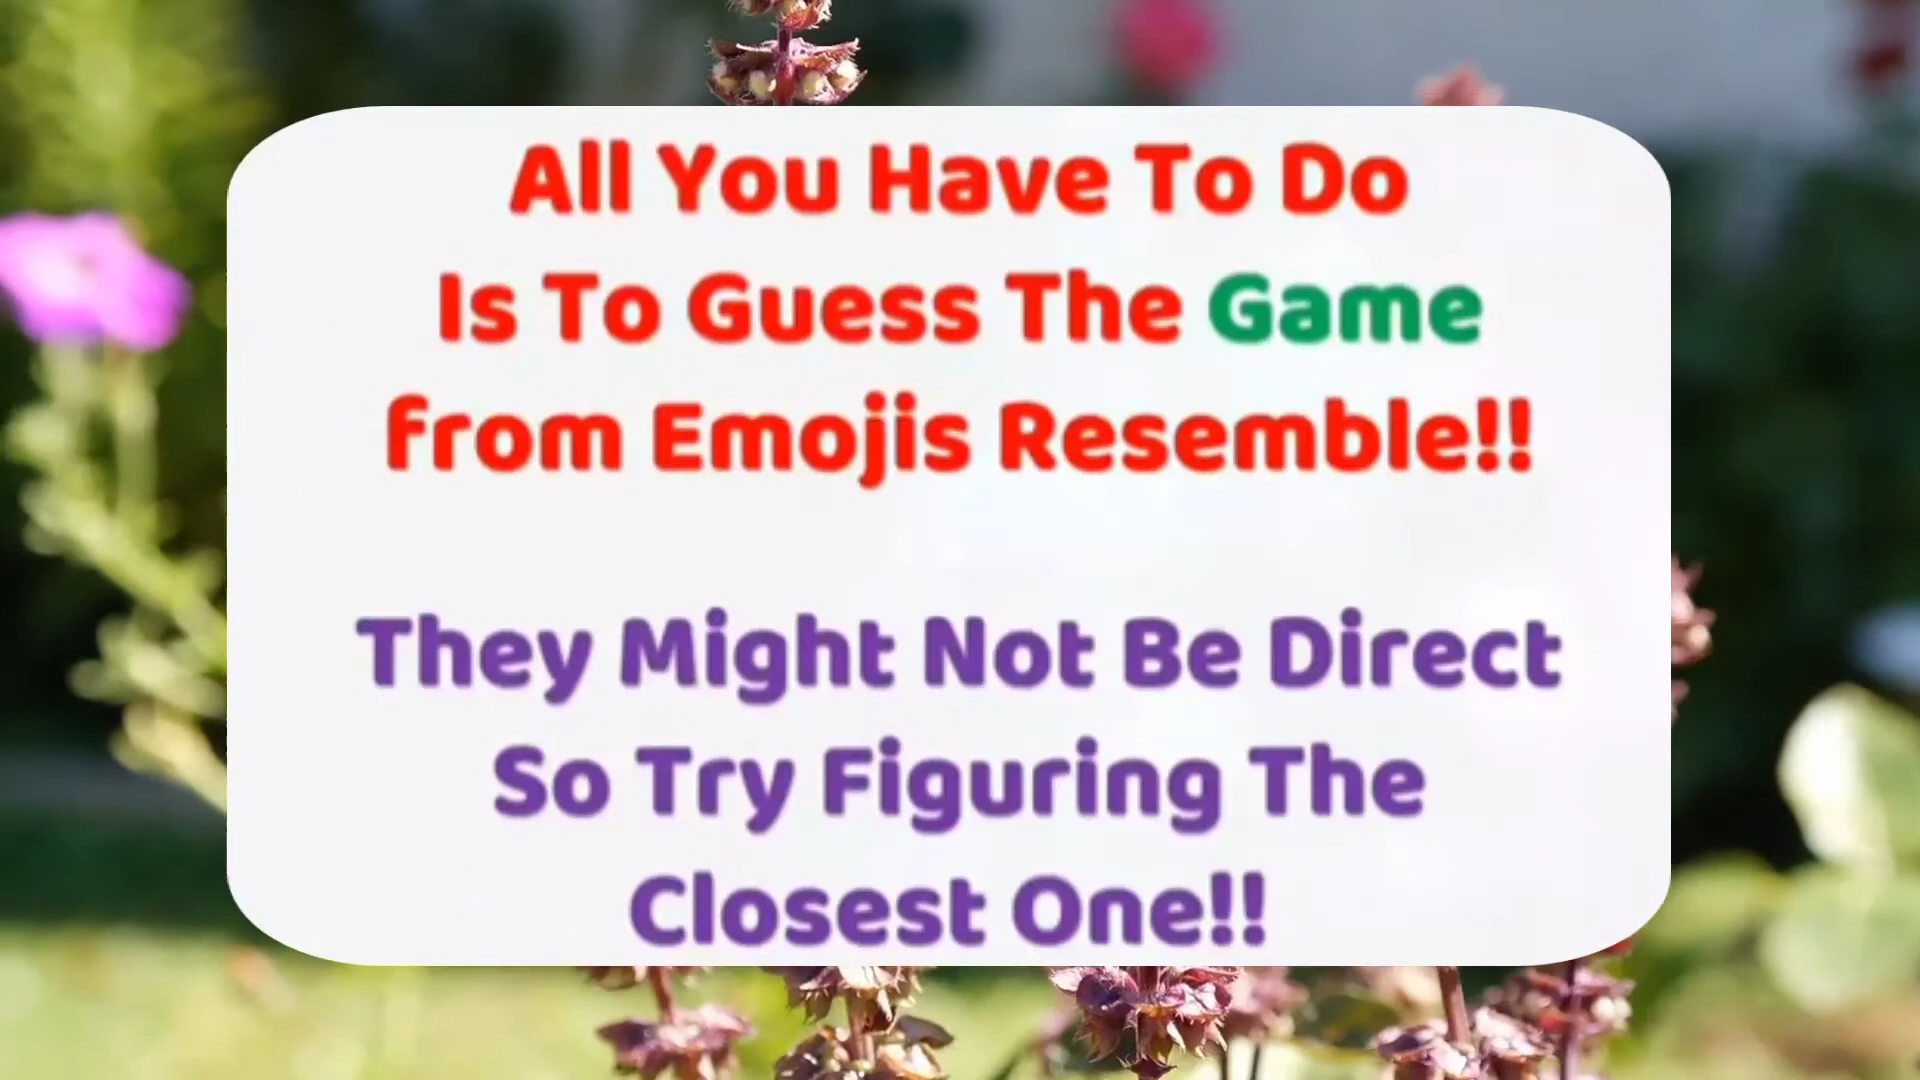 All You Have To Do
Is To Guess The Game
from Emojis Resemble!!
They Might Not Be Direct
So Try Figuring The
Closest One!!